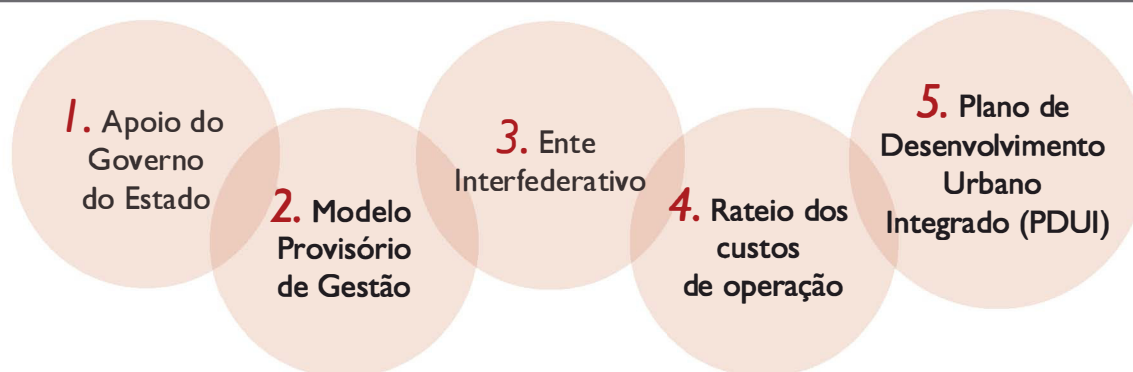 1. Apoio do
Governo
do Estado
2. Modelo
Provisório
de Gestão
3. Ente
Interfederativo
4. Rateio dos
custos
de operação
5. Plano de
Desenvolvimento
Urbano
Integrado (PDUI)